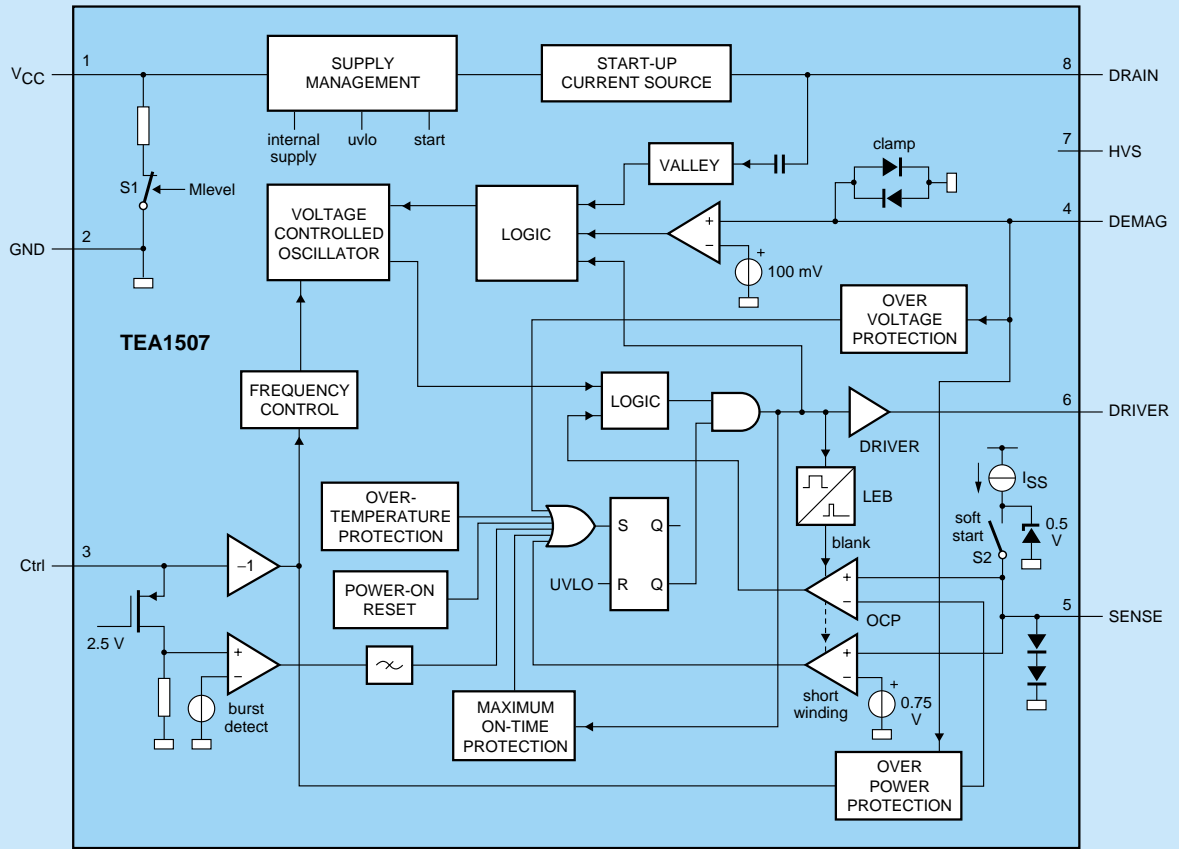 1
VCC
SUPPLY
MANAGEMENT
START-UP
CURRENT SOURCE
8
DRAIN
internal
supply
uvlo
start
7
HVS
clamp
VALLEY
S1
Mlevel
VOLTAGE
CONTROLLED
OSCILLATOR
LOGIC
+
−
+
100 mV
4
DEMAG
2
GND
OVER
VOLTAGE
PROTECTION
TEA1507
FREQUENCY
CONTROL
LOGIC
DRIVER
6
DRIVER
LEB
ISS
soft
start
S2
0.5
V
OVER-
TEMPERATURE
PROTECTION
S
Q
R
Q
UVLO
blank
3
Ctrl
−1
POWER-ON
RESET
+
−
OCP
5
SENSE
2.5 V
+
−
burst
detect
+
−
short
winding
+
0.75
V
MAXIMUM
ON-TIME
PROTECTION
OVER
POWER
PROTECTION